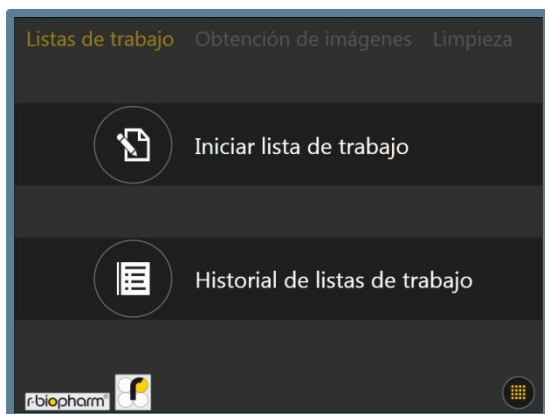 Listas de trabajo Obtención de imágenes Limpieza
Iniciar lista de trabajo
Historial de listas de trabajo
r-biopharm®